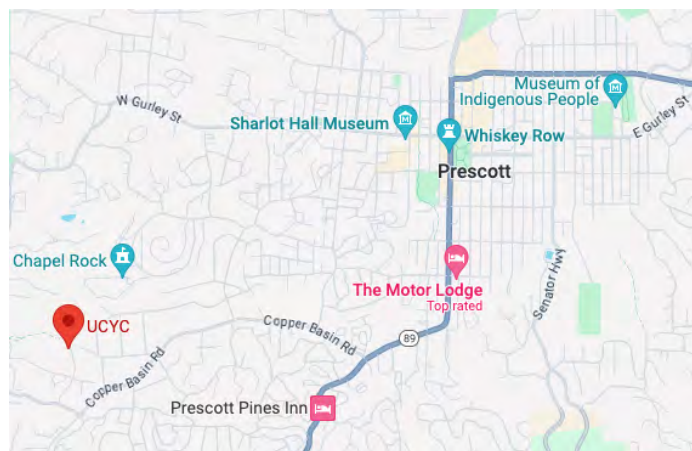 Museum of
Indigenous People
W Gurley St
Sharlot Hall Museum
Whiskey Row
E Gurley St
Prescott
Chapel Rock
Senator Hwy
The Motor Lodge
Top rated
UCYC
Copper Basin Rd
89
Copper Basin Rd
Prescott Pines Inn